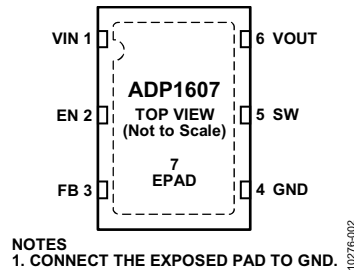 VIN 1
6 VOUT
ADP1607
EN 2
TOP VIEW
(Not to Scale)
5 SW
7
EPAD
FB 3
4 GND
NOTES
1. CONNECT THE EXPOSED PAD TO GND.
10276-002